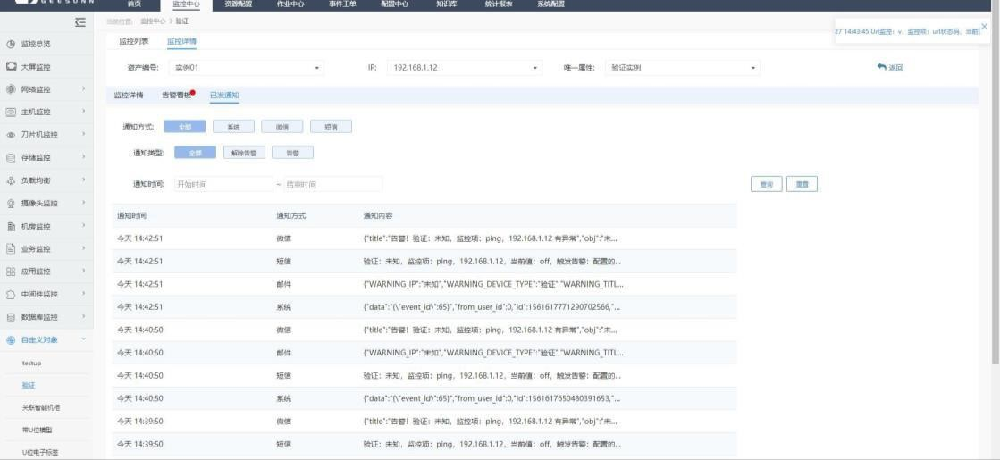 GEESUNN
首页 监控中心 资源配置 作业中心 事件工单 配置中心 知识库 统计报表 系统配置
当前位置: 监控中心 > 验证
27 14:43:45 Url监控: v, 监控项: url状态码, 当前
监控总览
大屏监控
网络监控
主机监控
刀片机监控
存储监控
负载均衡
摄像头监控
机房监控
业务监控
应用监控
中间件监控
数据库监控
自定义对象
testup
验证
关联智能机柜
带U位模型
U位电子标签
监控列表 监控详情
资产编号: 实例01 IP: 192.168.1.12 唯一属性: 验证实例 返回
监控详情 告警看板 已发通知
通知方式: 全部 系统 微信 短信
通知类型: 全部 解除告警 告警
通知时间: 开始时间 ~ 结束时间 查询 重置
通知时间 通知方式 通知内容
今天 14:42:51 微信 {"title":"告警! 验证: 未知, 监控项: ping, 192.168.1.12 有异常","obj":"未...
今天 14:42:51 短信 验证: 未知, 监控项: ping, 192.168.1.12, 当前值: off, 触发告警: 配置的...
今天 14:42:51 邮件 {"WARNING_IP":"未知","WARNING_DEVICE_TYPE":"验证","WARNING_TITL...
今天 14:42:51 系统 {"data":"{\"event_id\":65}","from_user_id":0,"id":1561617771290702566,"...
今天 14:40:50 微信 {"title":"告警! 验证: 未知, 监控项: ping, 192.168.1.12 有异常","obj":"未...
今天 14:40:50 邮件 {"WARNING_IP":"未知","WARNING_DEVICE_TYPE":"验证","WARNING_TITL...
今天 14:40:50 短信 验证: 未知, 监控项: ping, 192.168.1.12, 当前值: off, 触发告警: 配置的...
今天 14:40:50 系统 {"data":"{\"event_id\":65}","from_user_id":0,"id":1561617650480391653,"...
今天 14:39:50 微信 {"title":"告警! 验证: 未知, 监控项: ping, 192.168.1.12 有异常","obj":"未...
今天 14:39:50 短信 验证: 未知, 监控项: ping, 192.168.1.12, 当前值: off, 触发告警: 配置的...